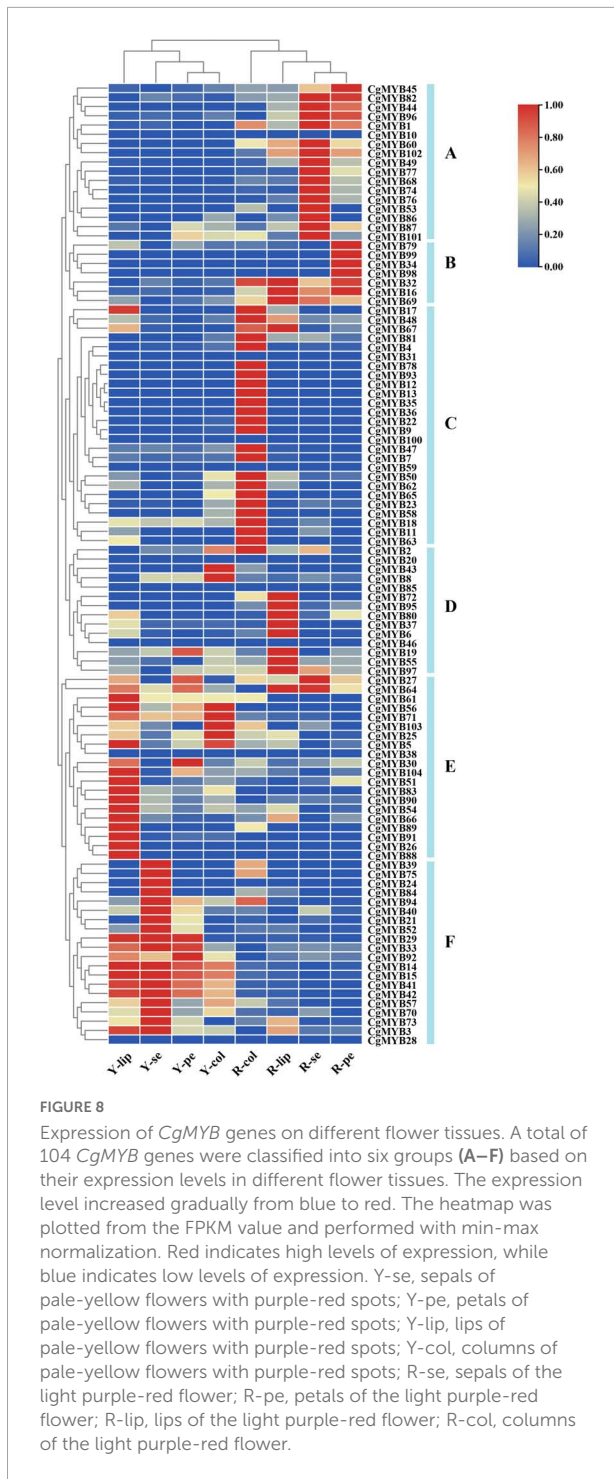 CgMYB45
CgMYB82
CgMYB44
CgMYB96
CgMYB1
CgMYB10
CgMYB60
CgMYB102
CgMYB49
CgMYB77
CgMYB68
CgMYB74
CgMYB76
CgMYB53
CgMYB86
CgMYB87
CgMYB101
A
1.00
0.80
0.60
0.40
0.20
0.00
CgMYB79
CgMYB99
CgMYB34
CgMYB98
CgMYB32
CgMYB16
CgMYB69
B
CgMYB17
CgMYB48
CgMYB67
CgMYB81
CgMYB4
CgMYB31
CgMYB78
CgMYB93
CgMYB12
CgMYB13
CgMYB35
CgMYB36
CgMYB22
CgMYB9
CgMYB100
CgMYB47
CgMYB7
CgMYB59
CgMYB50
CgMYB62
CgMYB65
CgMYB23
CgMYB58
CgMYB18
CgMYB11
CgMYB63
C
CgMYB2
CgMYB20
CgMYB43
CgMYB8
CgMYB85
CgMYB72
CgMYB95
CgMYB80
CgMYB37
CgMYB6
CgMYB46
CgMYB19
CgMYB55
CgMYB97
D
CgMYB27
CgMYB64
CgMYB61
CgMYB56
CgMYB71
CgMYB103
CgMYB25
CgMYB5
CgMYB38
CgMYB30
CgMYB104
CgMYB51
CgMYB83
CgMYB90
CgMYB54
CgMYB66
CgMYB89
CgMYB91
CgMYB26
CgMYB88
E
CgMYB39
CgMYB75
CgMYB24
CgMYB84
CgMYB94
CgMYB40
CgMYB21
CgMYB52
CgMYB29
CgMYB33
CgMYB92
CgMYB14
CgMYB15
CgMYB41
CgMYB42
CgMYB57
CgMYB70
CgMYB73
CgMYB3
CgMYB28
F
Y-lip
Y-se
Y-pe
Y-col
R-col
R-lip
R-se
R-pe
FIGURE 8
Expression of CgMYB genes on different flower tissues. A total of
104 CgMYB genes were classified into six groups (A–F) based on
their expression levels in different flower tissues. The expression
level increased gradually from blue to red. The heatmap was
plotted from the FPKM value and performed with min-max
normalization. Red indicates high levels of expression, while
blue indicates low levels of expression. Y-se, sepals of
pale-yellow flowers with purple-red spots; Y-pe, petals of
pale-yellow flowers with purple-red spots; Y-lip, lips of
pale-yellow flowers with purple-red spots; Y-col, columns of
pale-yellow flowers with purple-red spots; R-se, sepals of
the light purple-red flower; R-pe, petals of the light purple-red
flower; R-lip, lips of the light purple-red flower; R-col, columns
of the light purple-red flower.